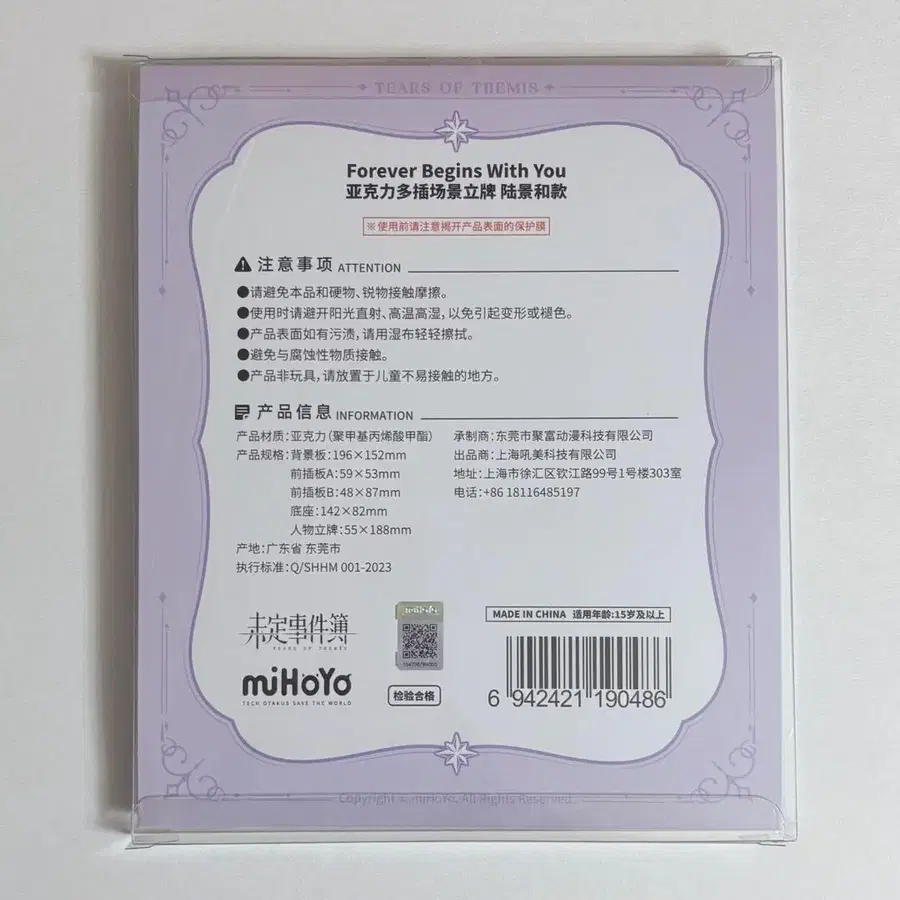 TEARS OF THEMIS
Forever Begins With You
亚克力多插场景立牌 陆景和款
※使用前请注意揭开产品表面的保护膜
注意事项 ATTENTION
●请避免本品和硬物、锐物接触摩擦。
●使用时请避开阳光直射、高温高湿,以免引起变形或褪色。
●产品表面如有污渍,请用湿布轻轻擦拭。
●避免与腐蚀性物质接触。
●产品非玩具,请放置于儿童不易接触的地方。
产品信息 INFORMATION
产品材质:亚克力(聚甲基丙烯酸甲酯)
产品规格:背景板:196×152mm
前插板A:59×53mm
前插板B:48×87mm
底座:142×82mm
人物立牌:55×188mm
产地:广东省 东莞市
执行标准:Q/SHHM 001-2023
承制商:东莞市聚富动漫科技有限公司
出品商:上海吼美科技有限公司
地址:上海市徐汇区钦江路99号1号楼303室
电话:+86 18116485197
未定事件簿
TEARS OF THEMIS
miHoYo
TECH OTAKUS SAVE THE WORLD
miHoYo
检验合格
MADE IN CHINA 适用年龄:15岁及以上
6 942421 190486
Copyright © miHoYo. All Rights Reserved.